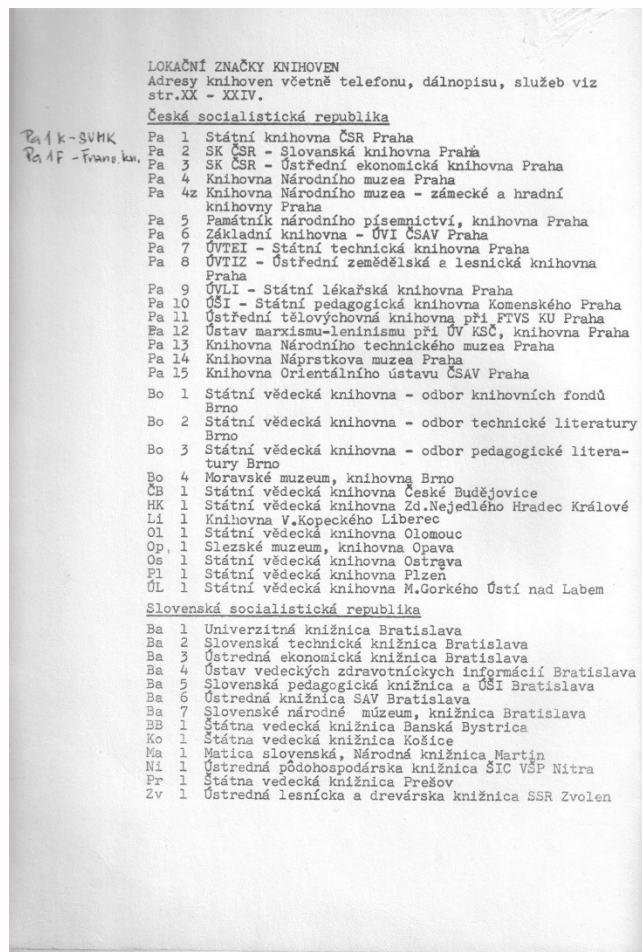 LOKAČNÍ ZNAČKY KNIHOVEN
Adresy knihoven včetně telefonu, dálnopisu, služeb viz
str.XX - XXIV.
Česká socialistická republika
Pa 1 K - SVMK
Pa 1 F - Franc. kn.
Pa 1 Státní knihovna ČSR Praha
Pa 2 SK ČSR - Slovanská knihovna Praha
Pa 3 SK ČSR - Ústřední ekonomická knihovna Praha
Pa 4 Knihovna Národního muzea Praha
Pa 4z Knihovna Národního muzea - zámecké a hradní
knihovny Praha
Pa 5 Památník národního písemnictví, knihovna Praha
Pa 6 Základní knihovna - ÚVI ČSAV Praha
Pa 7 ÚVTEI - Státní technická knihovna Praha
Pa 8 ÚVTIZ - Ústřední zemědělská a lesnická knihovna
Praha
Pa 9 ÚVLI - Státní lékařská knihovna Praha
Pa 10 ÚŠI - Státní pedagogická knihovna Komenského Praha
Pa 11 Ústřední tělovýchovná knihovna při FTVS KU Praha
Pa 12 Ústav marxismu-leninismu při ÚV KSČ, knihovna Praha
Pa 13 Knihovna Národního technického muzea Praha
Pa 14 Knihovna Náprstkova muzea Praha
Pa 15 Knihovna Orientálního ústavu ČSAV Praha
Bo 1 Státní vědecká knihovna - odbor knihovních fondů
Brno
Bo 2 Státní vědecká knihovna - odbor technické literatury
Brno
Bo 3 Státní vědecká knihovna - odbor pedagogické litera-
tury Brno
Bo 4 Moravské muzeum, knihovna Brno
ČB 1 Státní vědecká knihovna České Budějovice
HK 1 Státní vědecká knihovna Zd.Nejedlého Hradec Králové
Li 1 Knihovna V.Kopeckého Liberec
Ol 1 Státní vědecká knihovna Olomouc
Op, 1 Slezské muzeum, knihovna Opava
Os 1 Státní vědecká knihovna Ostrava
Pl 1 Státní vědecká knihovna Plzeň
ÚL 1 Státní vědecká knihovna M.Gorkého Ústí nad Labem
Slovenská socialistická republika
Ba 1 Univerzitná knižnica Bratislava
Ba 2 Slovenská technická knižnica Bratislava
Ba 3 Ústredná ekonomická knižnica Bratislava
Ba 4 Ústav vedeckých zdravotníckych informácií Bratislava
Ba 5 Slovenská pedagogická knižnica a ÚŠI Bratislava
Ba 6 Ústredná knižnica SAV Bratislava
Ba 7 Slovenské národné múzeum, knižnica Bratislava
BB 1 Štátna vedecká knižnica Banská Bystrica
Ko 1 Štátna vedecká knižnica Košice
Ma 1 Matica slovenská, Národná knižnica Martin
Ni 1 Ústredná pôdohospodárska knižnica ŠIC VŠP Nitra
Pr 1 Štátna vedecká knižnica Prešov
Zv 1 Ústredná lesnícka a drevárska knižnica SSR Zvolen